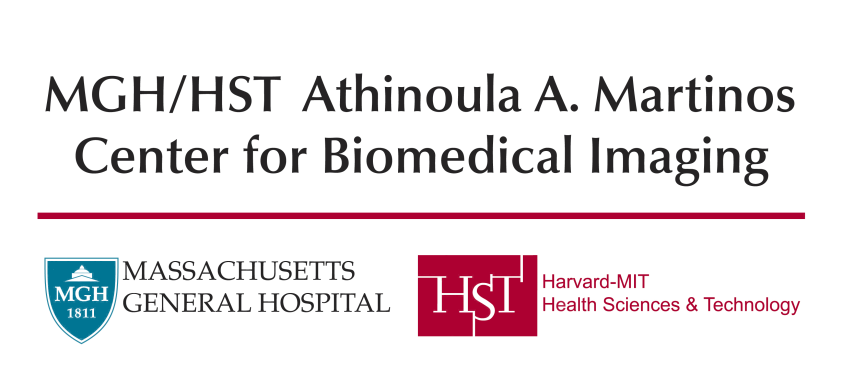 MGH/HST Athinoula A. Martinos
Center for Biomedical Imaging
MGH
1811
MASSACHUSETTS
GENERAL HOSPITAL
HST
Harvard-MIT
Health Sciences & Technology